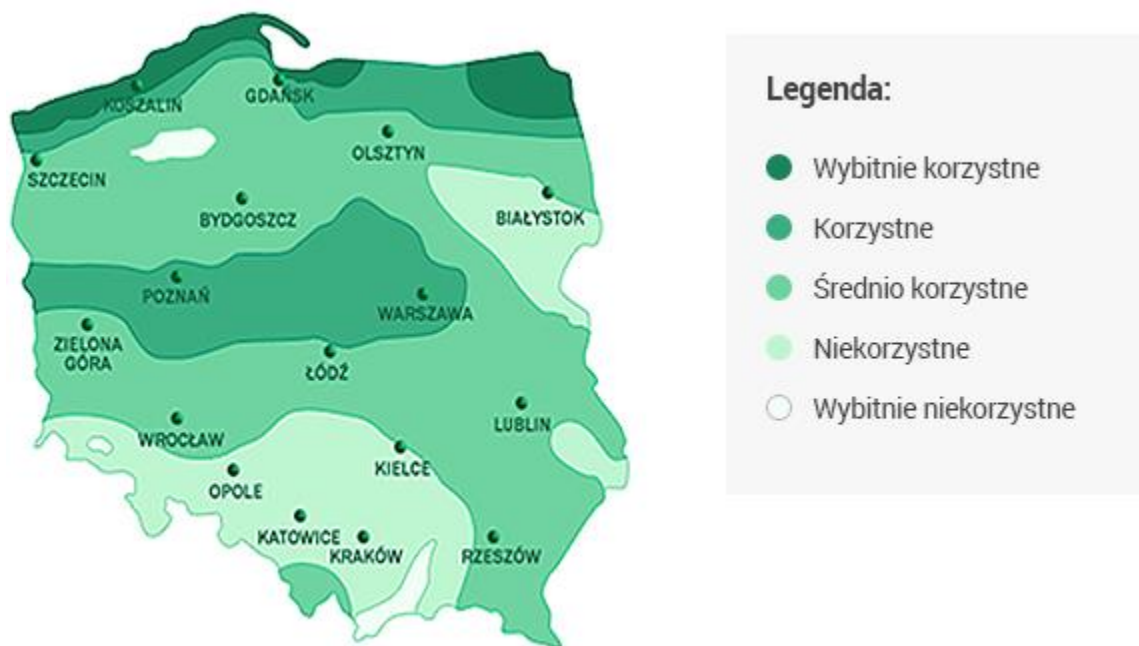 KOSZALIN
GDAŃSK
OLSZTYN
SZCZECIN
BYDGOSZCZ
BIAŁYSTOK
POZNAŃ
WARSZAWA
ZIELONA
GÓRA
ŁÓDŹ
LUBLIN
WROCŁAW
KIELCE
OPOLE
KATOWICE
KRAKÓW
RZESZÓW
Legenda:
Wybitnie korzystne
Korzystne
Średnio korzystne
Niekorzystne
Wybitnie niekorzystne